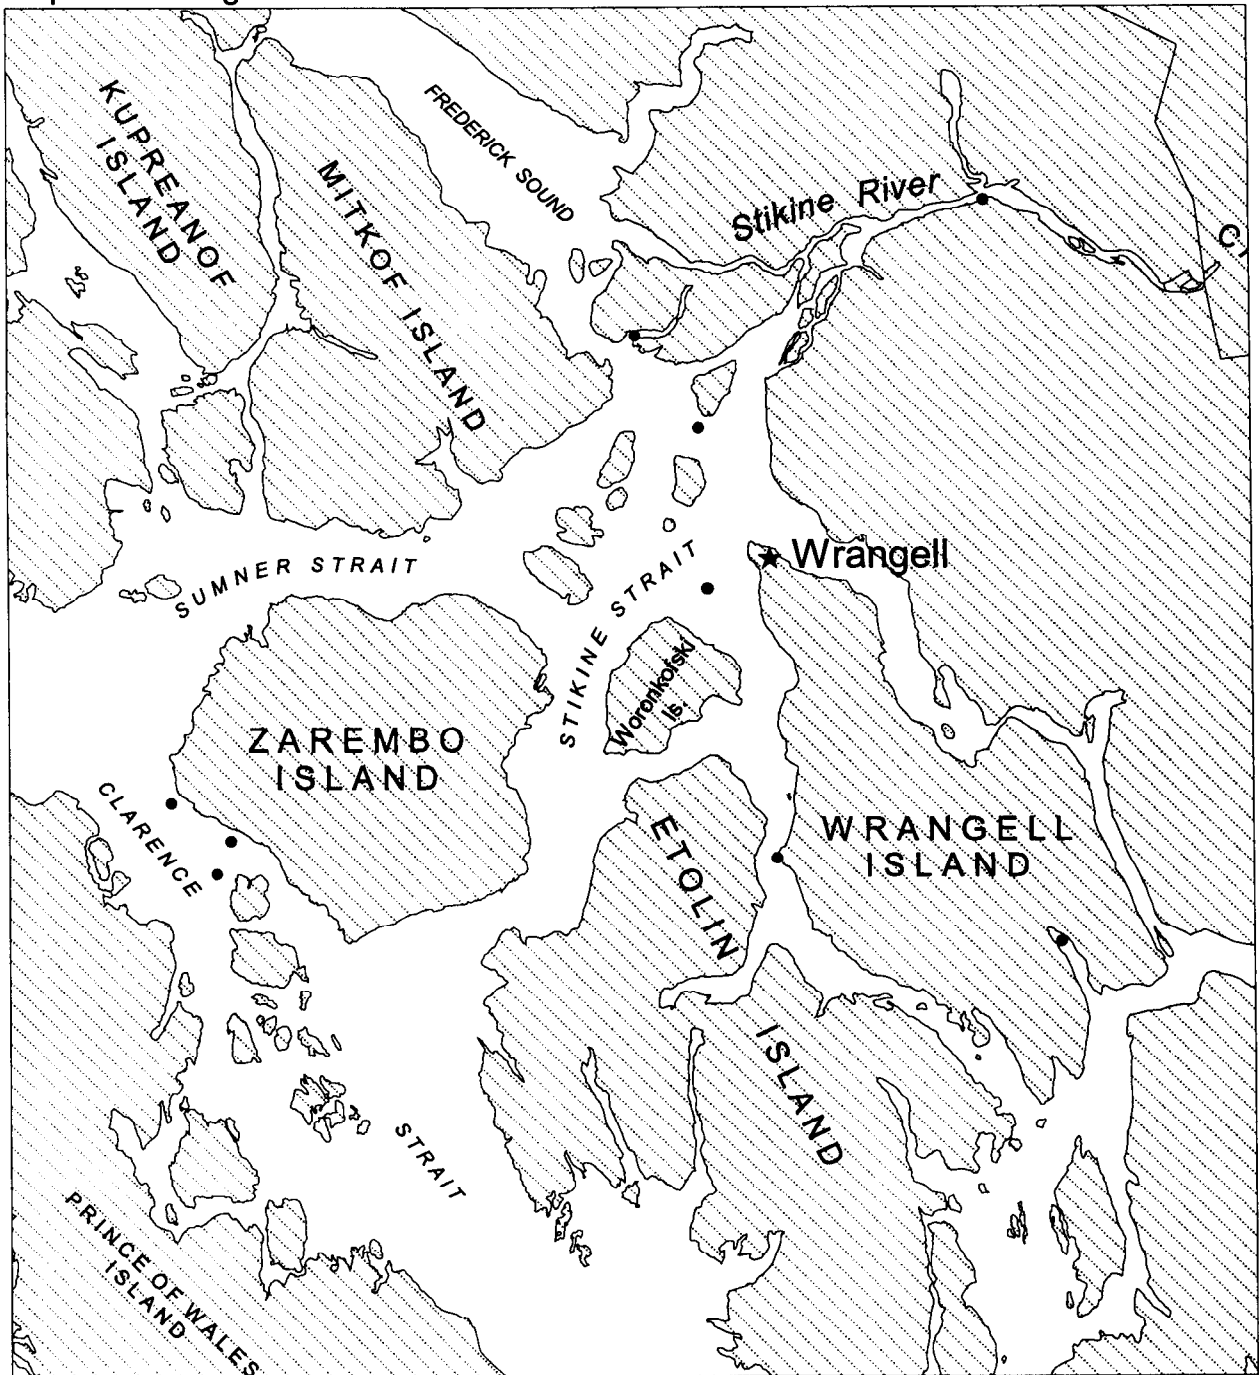 KUPREANOF
ISLAND
MITKOF ISLAND
FREDERICK SOUND
Stikine River
SUMNER STRAIT
STIKINE STRAIT
Wrangell
Woronkofski
Is.
ZAREMBO
ISLAND
CLARENCE
STRAIT
ETOLIN
ISLAND
WRANGELL
ISLAND
PRINCE OF WALES
ISLAND